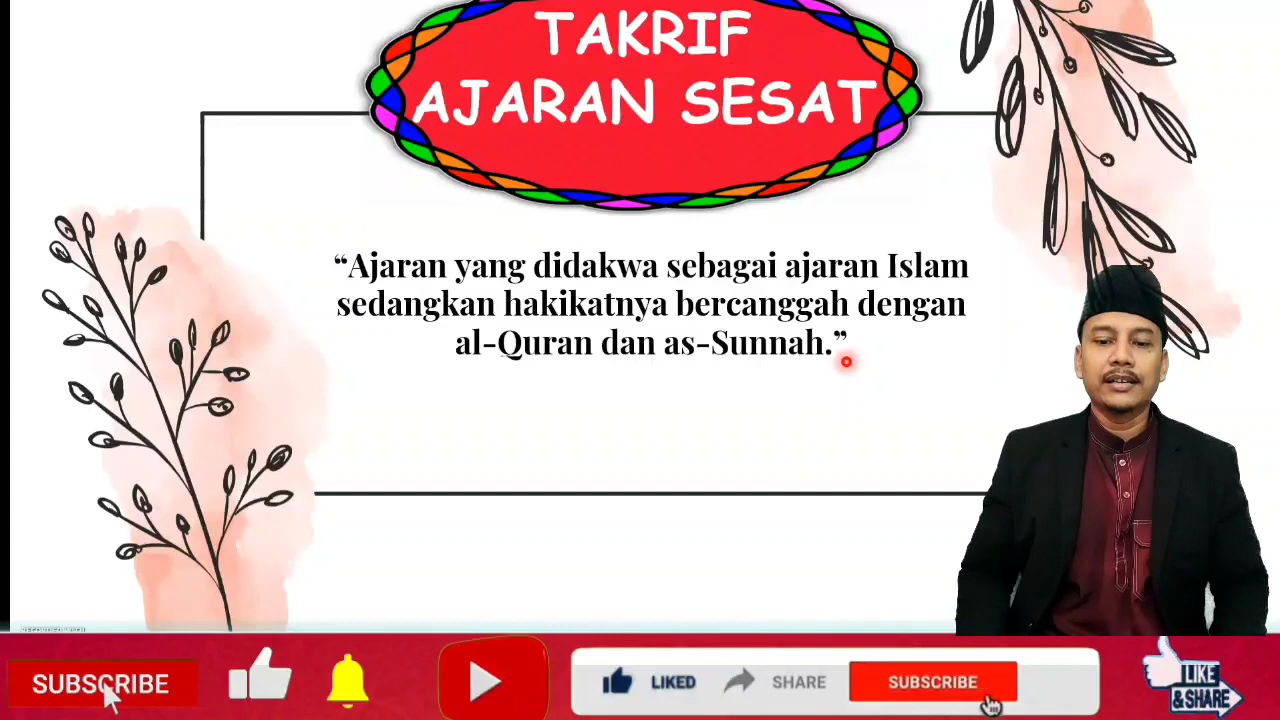 TAKRIF
AJARAN SESAT
“Ajaran yang didakwa sebagai ajaran Islam
sedangkan hakikatnya bercanggah dengan
al-Quran dan as-Sunnah.”
SUBSCRIBE
LIKED
SHARE
SUBSCRIBE
LIKE
& SHARE